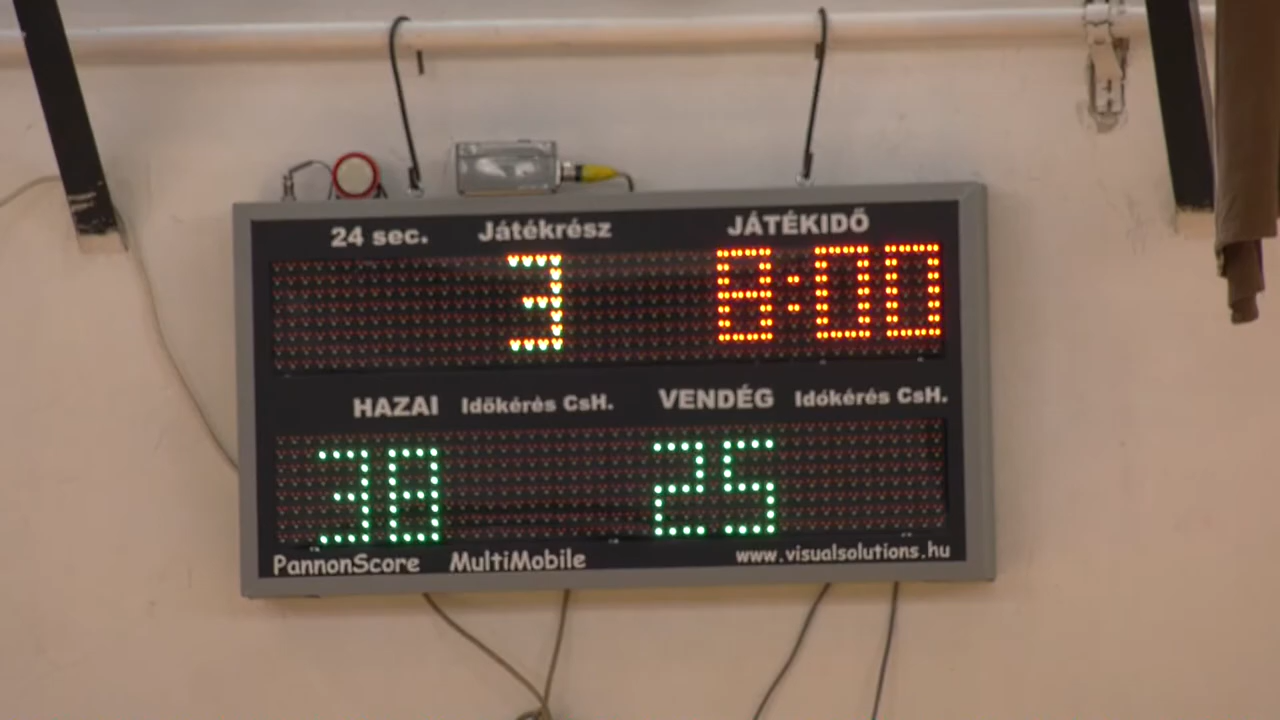 24 sec. Játékrész JÁTÉKIDŐ
3 8:00
HAZAI Időkérés CsH. VENDÉG Időkérés CsH.
38 25
PannonScore MultiMobile www.visualsolutions.hu